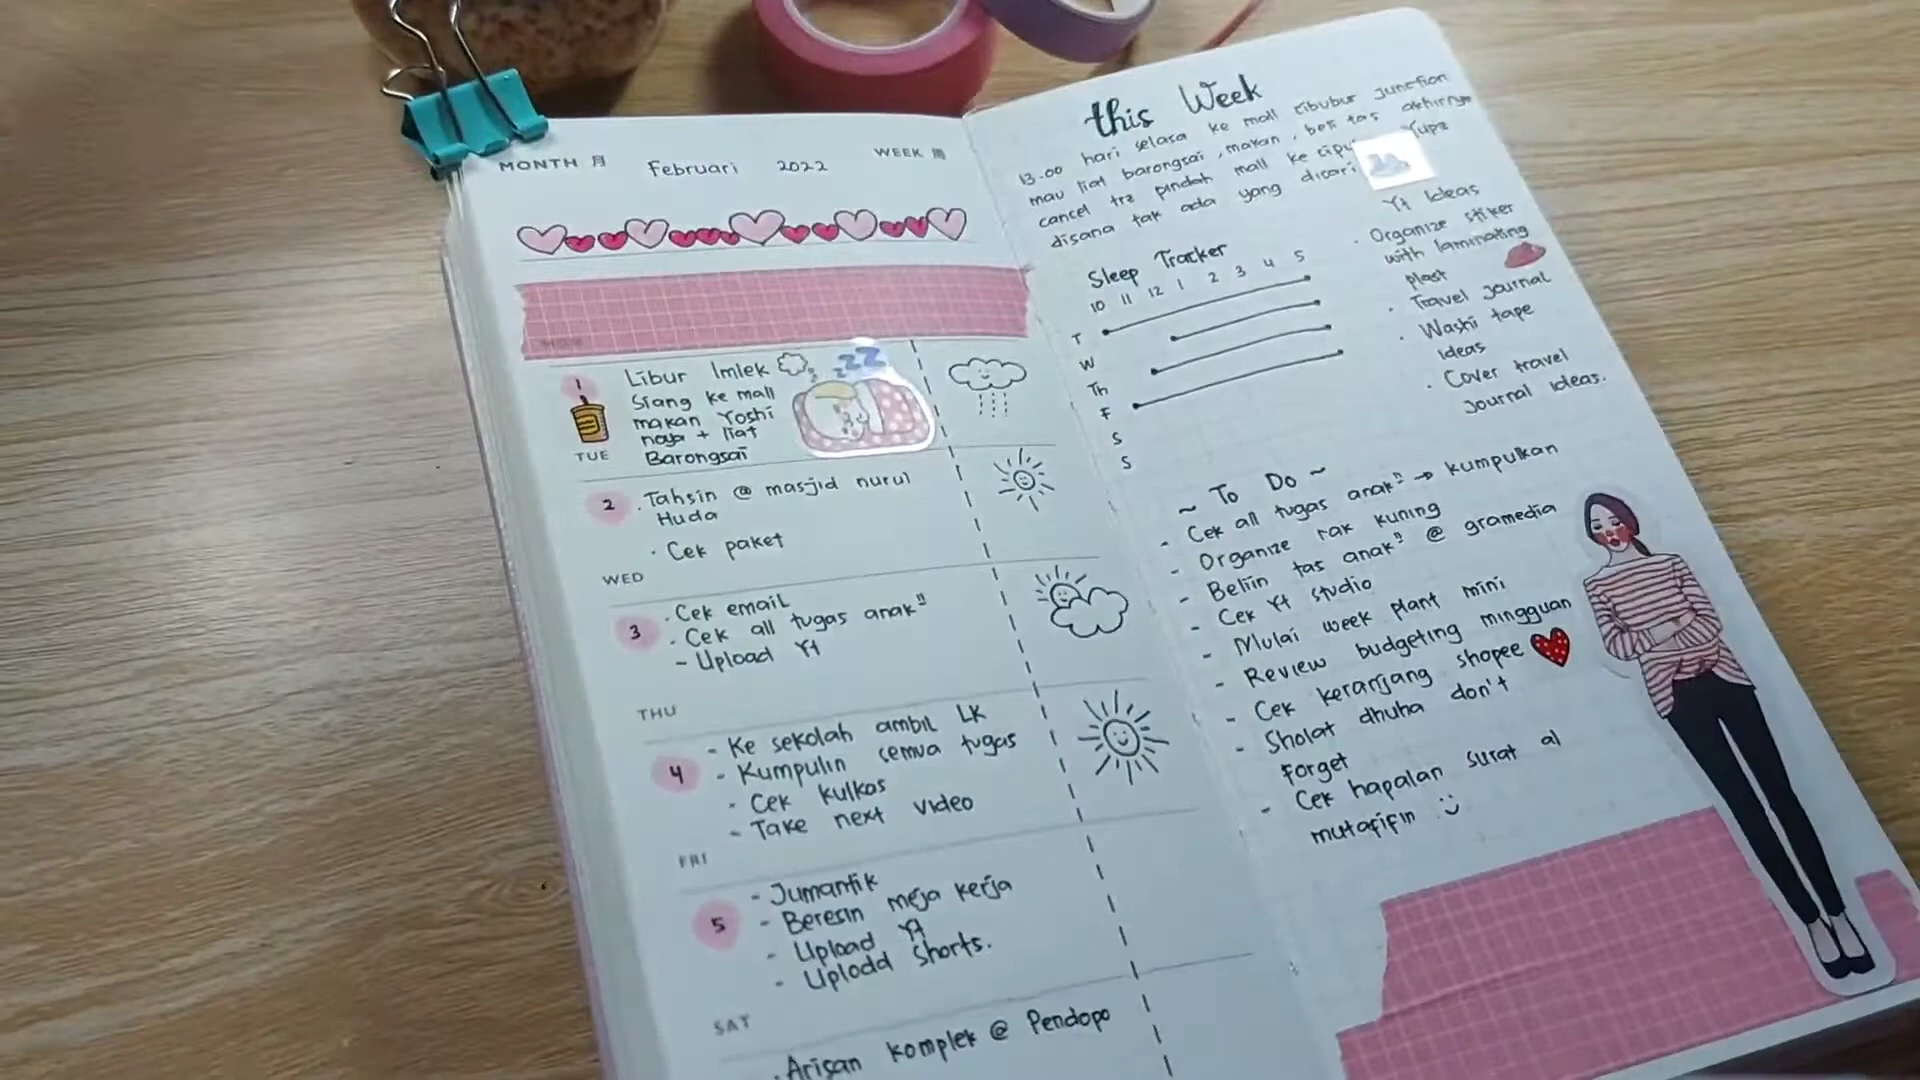 MONTH 月 Februari 2022 WEEK 周
1
Libur Imlek
Siang ke mall
makan Yoshi
noya + liat
Barongsai
zzZZ
TUE
2
. Tahsin @ masjid nurul
Huda
. Cek paket
WED
3
. Cek email
- Cek all tugas anak"
- Upload Yt
THU
4
- Ke sekolah ambil LK
- Kumpulin semua tugas
- Cek kulkas
- Take next video
FRI
5
- Jumantik
- Beresin meja kerja
- Upload Yt
- Upload Shorts.
SAT
. Arisan komplek @ Pendopo
this Week
13.00 hari selasa ke mall cibubur junction
mau liat barongsai, makan, beli tas akhirnya
cancel trz pindah mall ke cipu Yupz
disana tak ada yang dicari
Sleep Tracker
10 11 12 1 2 3 4 5
T
W
Th
F
S
S
Yt Ideas
. Organize stiker
with laminating
plast
. Travel Journal
. Washi tape
ideas
. Cover travel
Journal ideas.
~ To Do ~
- Cek all tugas anak" → kumpulkan
- Organize rak kuning
- Beliin tas anak" @ gramedia
- Cek Yt studio
- Mulai week plant mini
- Review budgeting mingguan
- Cek keranjang shopee
- Sholat dhuha don't
forget
- Cek hapalan surat al
mutafifin :)